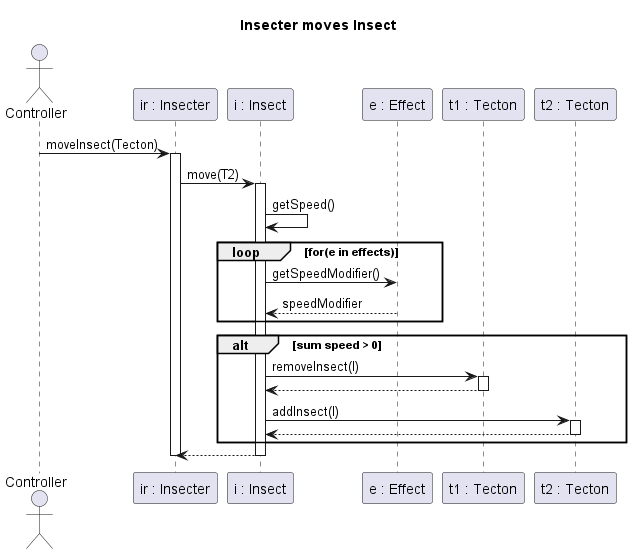 Insecter moves Insect
Controller
ir : Insecter
i : Insect
e : Effect
t1 : Tecton
t2 : Tecton
moveInsect(Tecton)
move(T2)
getSpeed()
loop
[for(e in effects)]
getSpeedModifier()
speedModifier
alt
[sum speed > 0]
removeInsect(I)
addInsect(I)
Controller
ir : Insecter
i : Insect
e : Effect
t1 : Tecton
t2 : Tecton